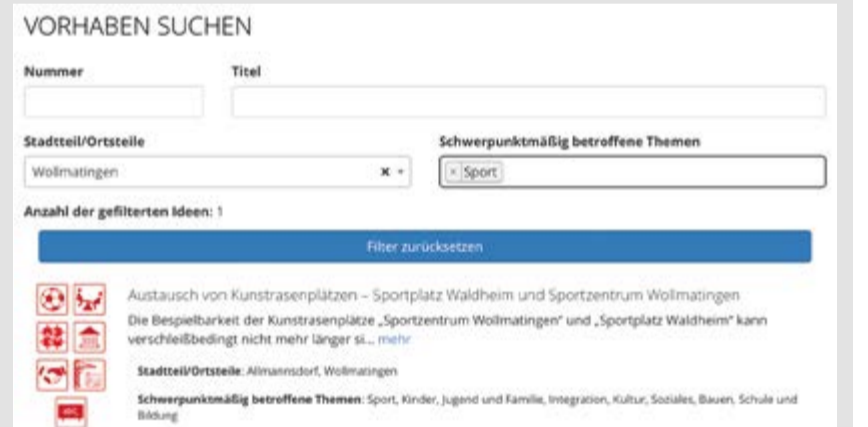 VORHABEN SUCHEN
Nummer Titel
Stadtteil/Ortsteile Schwerpunktmäßig betroffene Themen
Wollmatingen × Sport
Anzahl der gefilterten Ideen: 1
Filter zurücksetzen
Austausch von Kunstrasenplätzen – Sportplatz Waldheim und Sportzentrum Wollmatingen
Die Bespielbarkeit der Kunstrasenplätze „Sportzentrum Wollmatingen" und „Sportplatz Waldheim" kann
verschleißbedingt nicht mehr länger si... mehr
Stadtteil/Ortsteile: Allmannsdorf, Wollmatingen
Schwerpunktmäßig betroffene Themen: Sport, Kinder, Jugend und Familie, Integration, Kultur, Soziales, Bauen, Schule und
Bildung